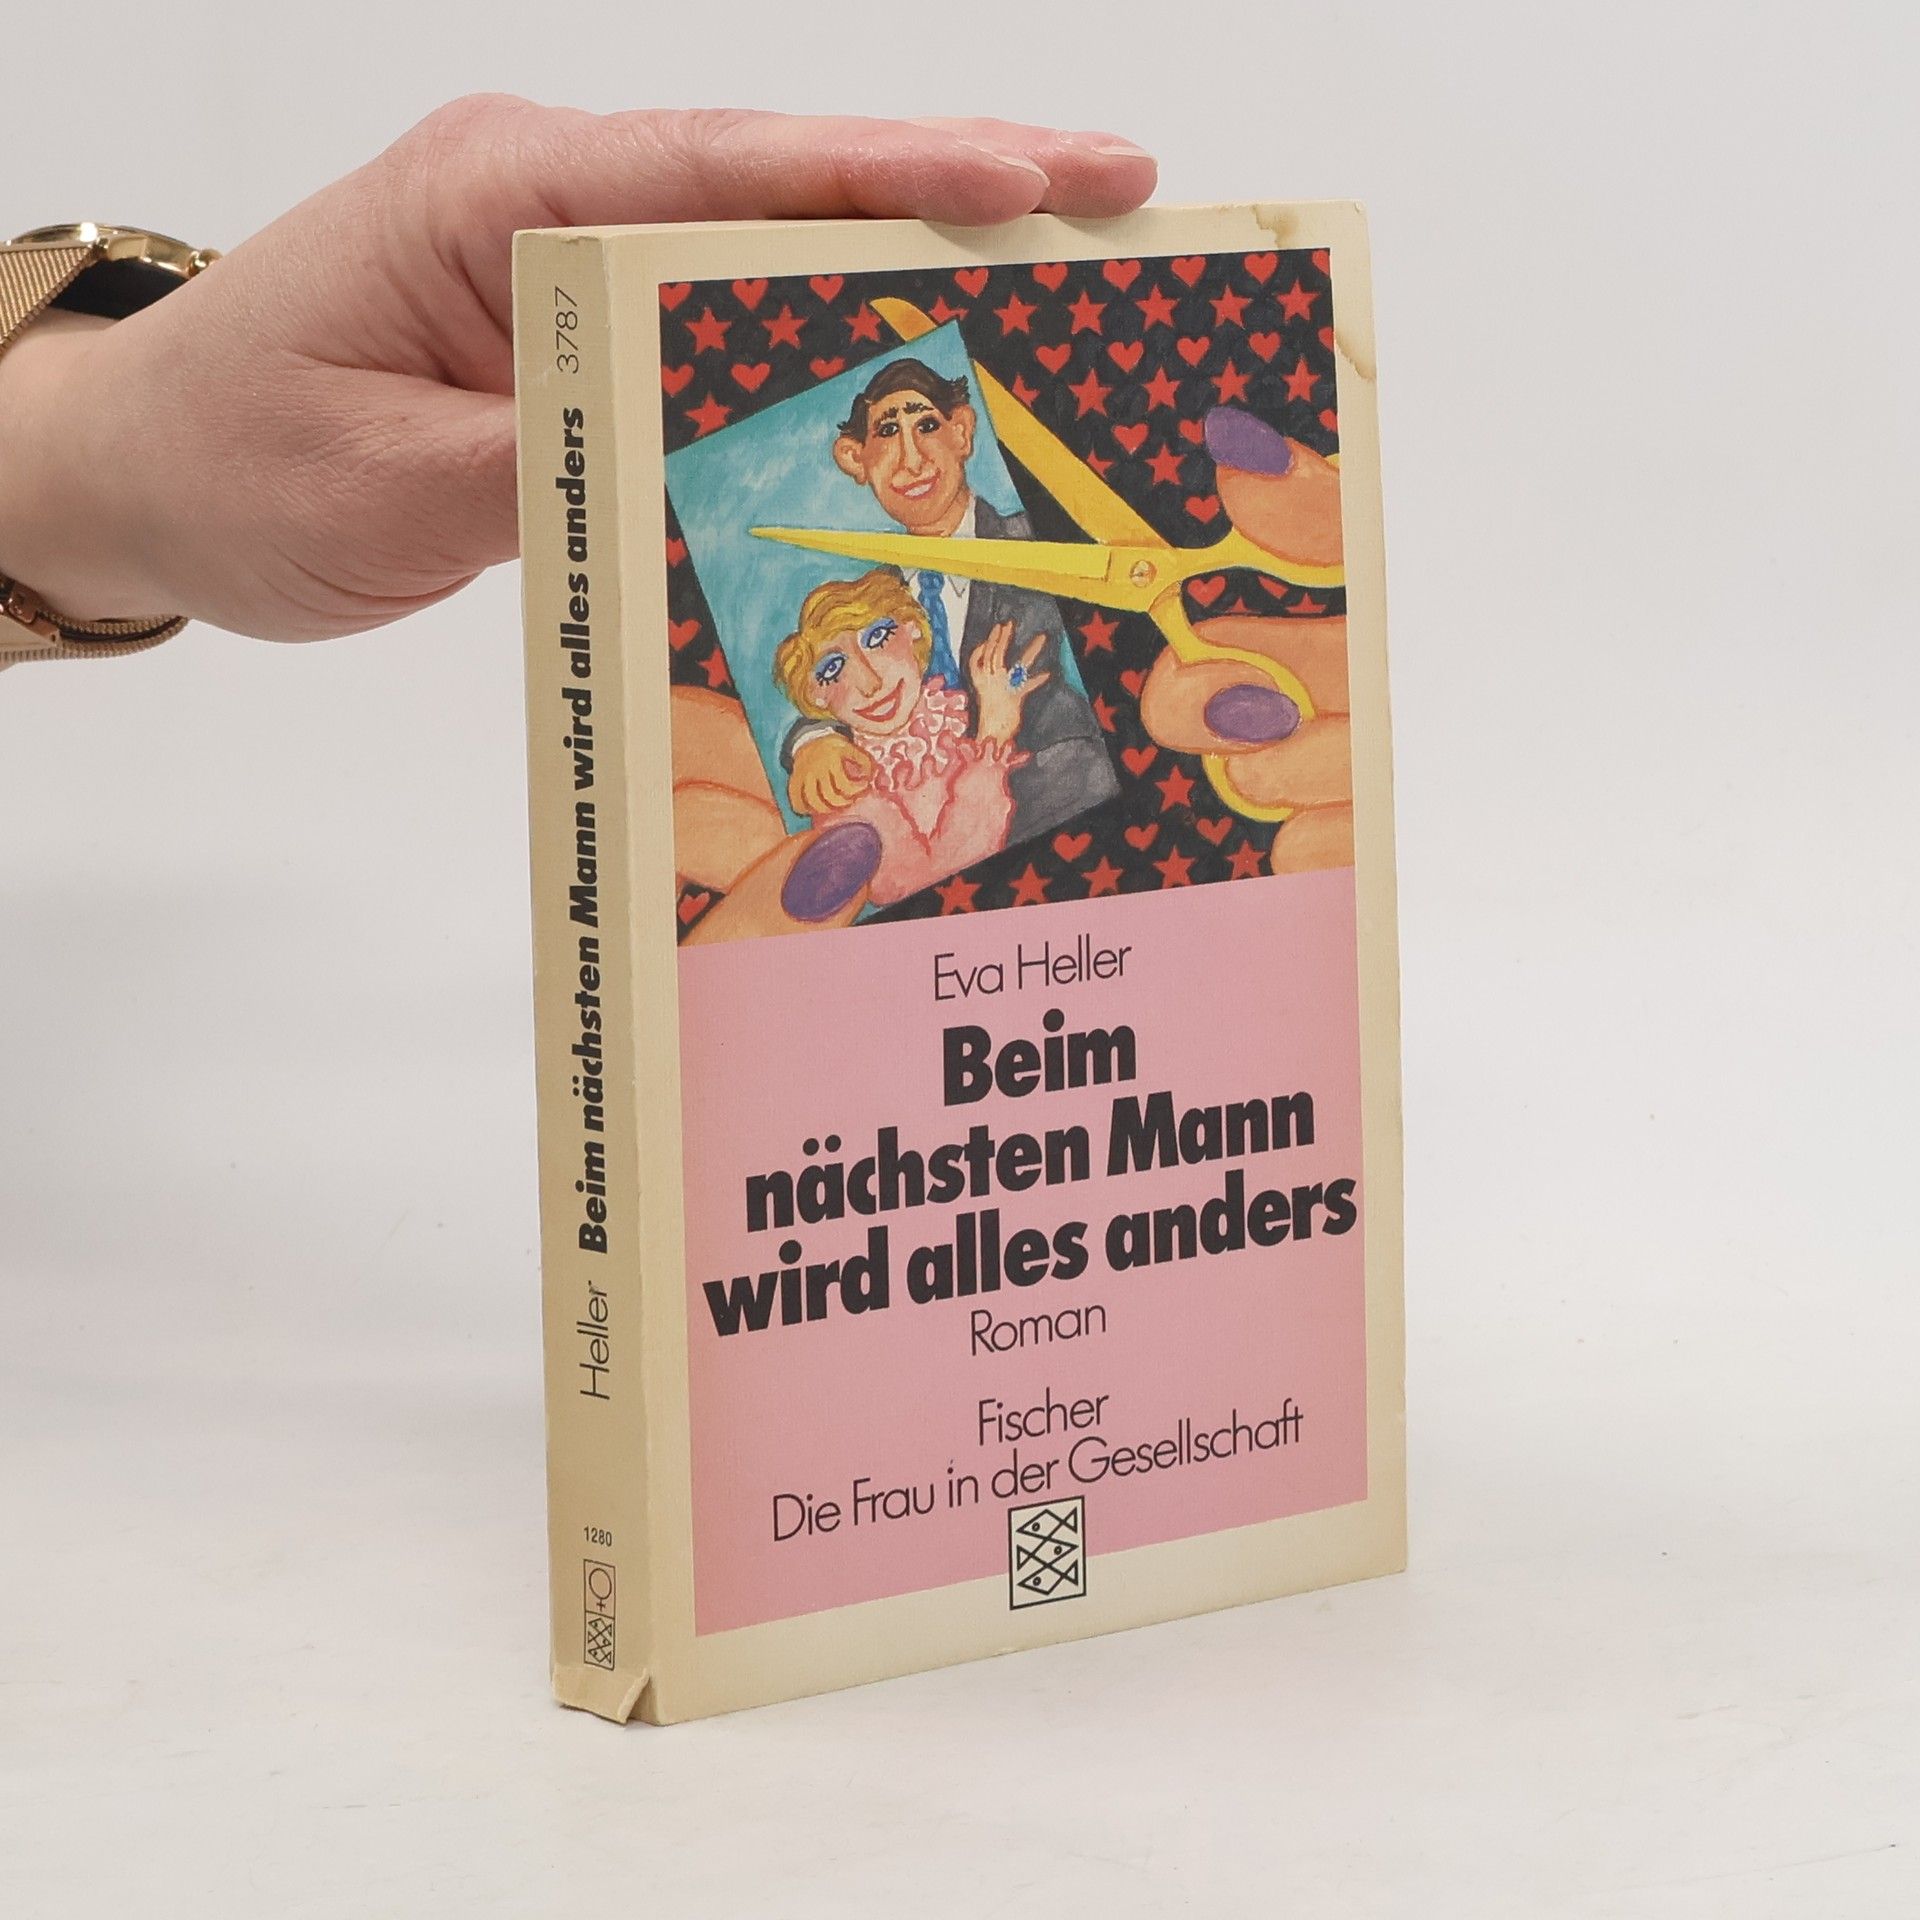 3787
Heller Beim nächsten Mann wird alles anders
1280
Eva Heller
Beim
nächsten Mann
wird alles anders
Roman
Fischer
Die Frau in der Gesellschaft